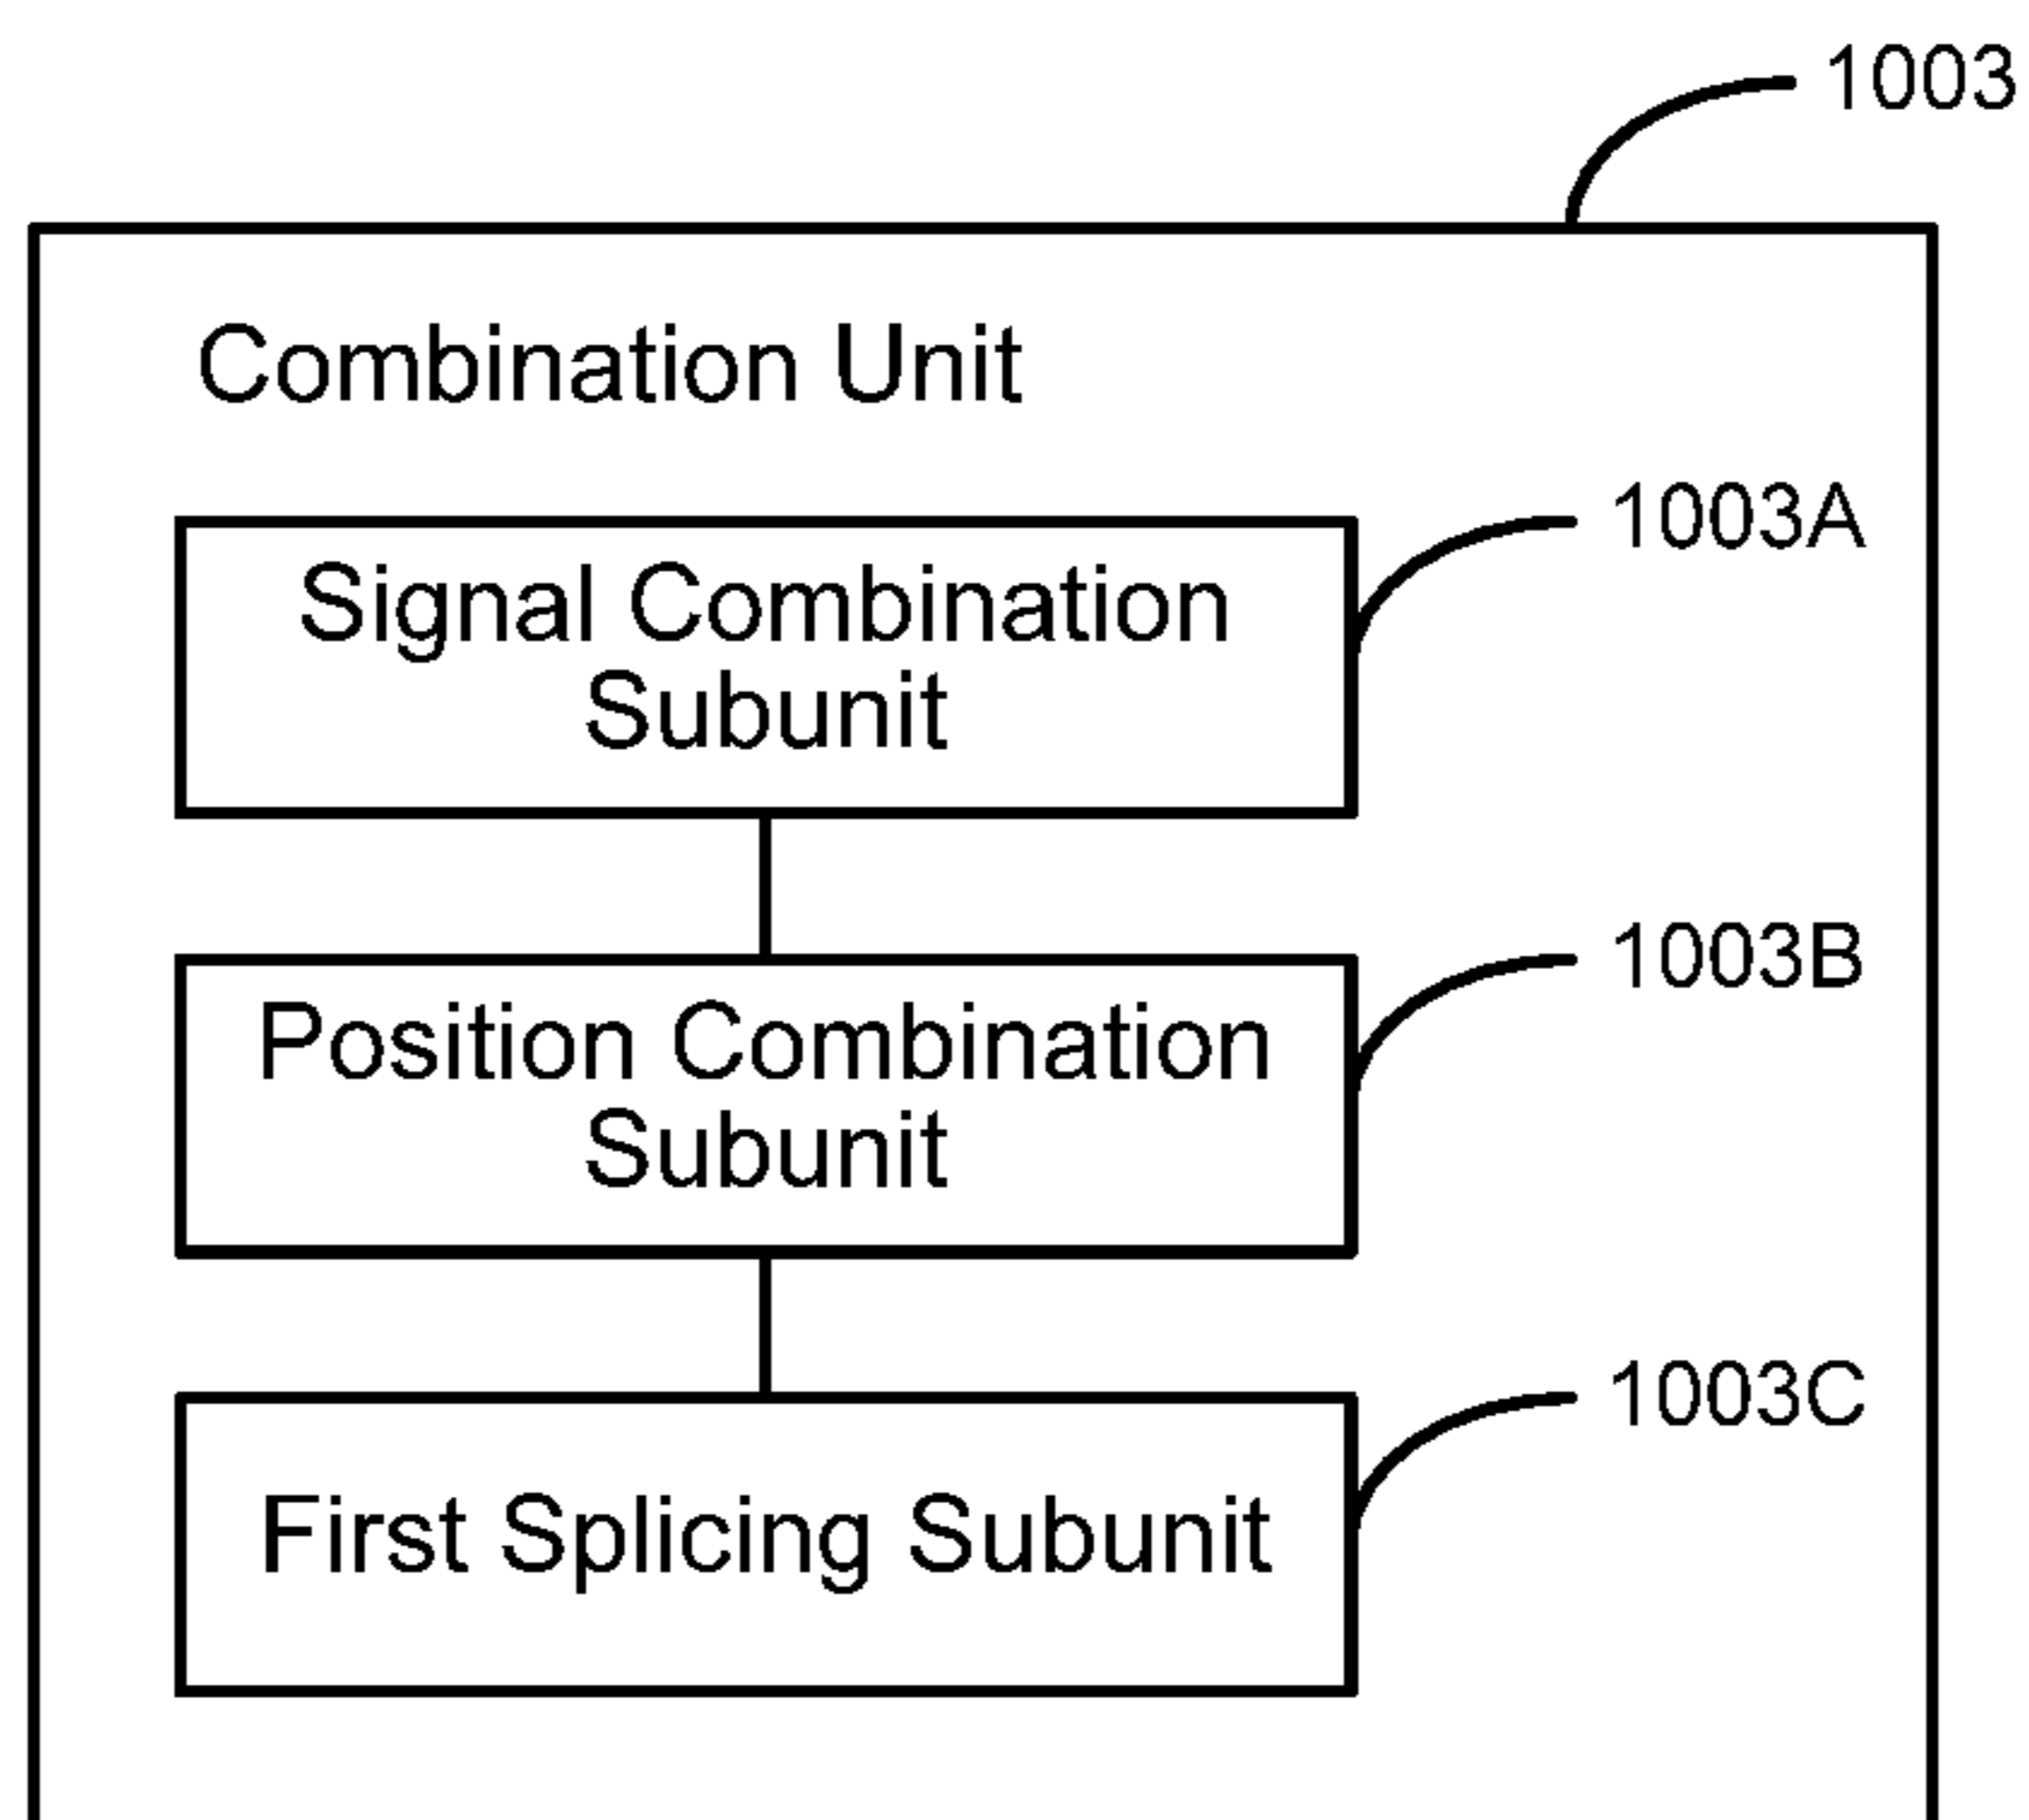 1003
Combination Unit
1003A
Signal Combination
Subunit
1003B
Position Combination
Subunit
1003C
First Splicing Subunit